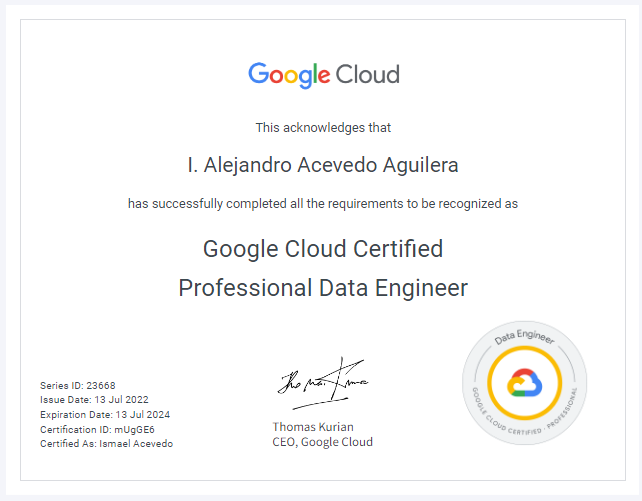 Google Cloud
This acknowledges that
I. Alejandro Acevedo Aguilera
has successfully completed all the requirements to be recognized as
Google Cloud Certified
Professional Data Engineer
Series ID: 23668
Issue Date: 13 Jul 2022
Expiration Date: 13 Jul 2024
Certification ID: mUgGE6
Certified As: Ismael Acevedo
Thomas Kurian
CEO, Google Cloud
Data Engineer
GOOGLE CLOUD CERTIFIED · PROFESSIONAL